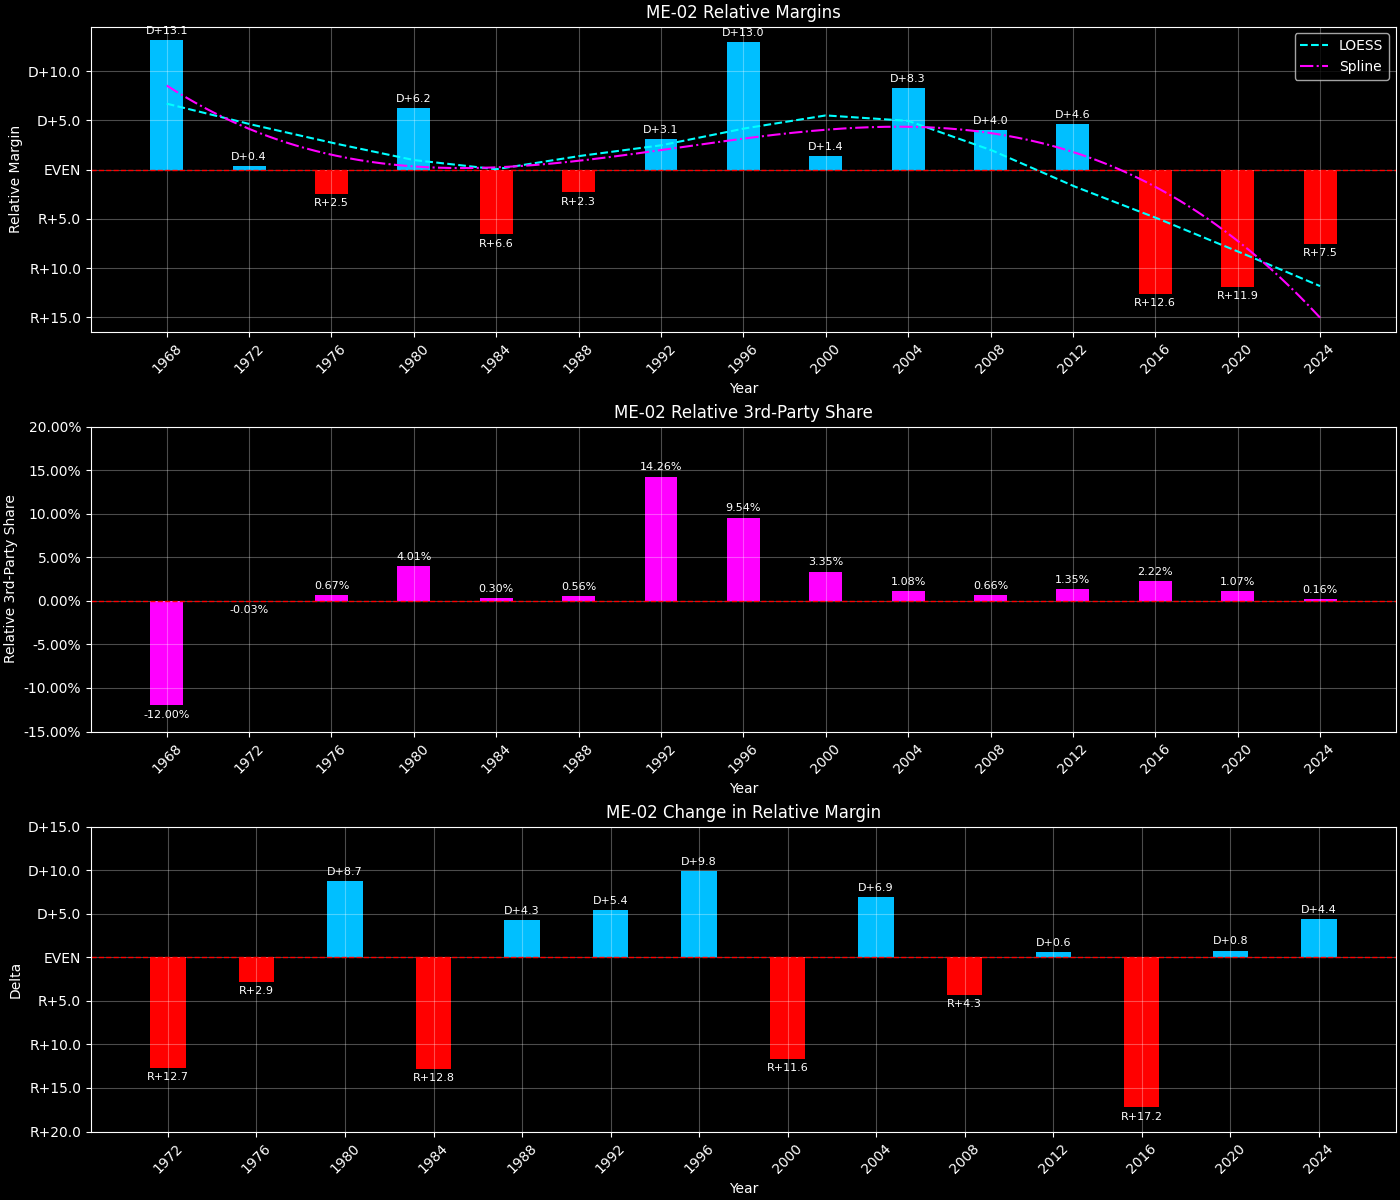 ME-02 Relative Margins
LOESS
Spline
Relative Margin
D+10.0
D+5.0
EVEN
R+5.0
R+10.0
R+15.0
D+13.1
D+0.4
R+2.5
D+6.2
R+6.6
R+2.3
D+3.1
D+13.0
D+1.4
D+8.3
D+4.0
D+4.6
R+12.6
R+11.9
R+7.5
1968
1972
1976
1980
1984
1988
1992
1996
2000
2004
2008
2012
2016
2020
2024
Year
ME-02 Relative 3rd-Party Share
Relative 3rd-Party Share
20.00%
15.00%
10.00%
5.00%
0.00%
-5.00%
-10.00%
-15.00%
-12.00%
-0.03%
0.67%
4.01%
0.30%
0.56%
14.26%
9.54%
3.35%
1.08%
0.66%
1.35%
2.22%
1.07%
0.16%
1968
1972
1976
1980
1984
1988
1992
1996
2000
2004
2008
2012
2016
2020
2024
Year
ME-02 Change in Relative Margin
Delta
D+15.0
D+10.0
D+5.0
EVEN
R+5.0
R+10.0
R+15.0
R+20.0
R+12.7
R+2.9
D+8.7
R+12.8
D+4.3
D+5.4
D+9.8
R+11.6
D+6.9
R+4.3
D+0.6
R+17.2
D+0.8
D+4.4
1972
1976
1980
1984
1988
1992
1996
2000
2004
2008
2012
2016
2020
2024
Year